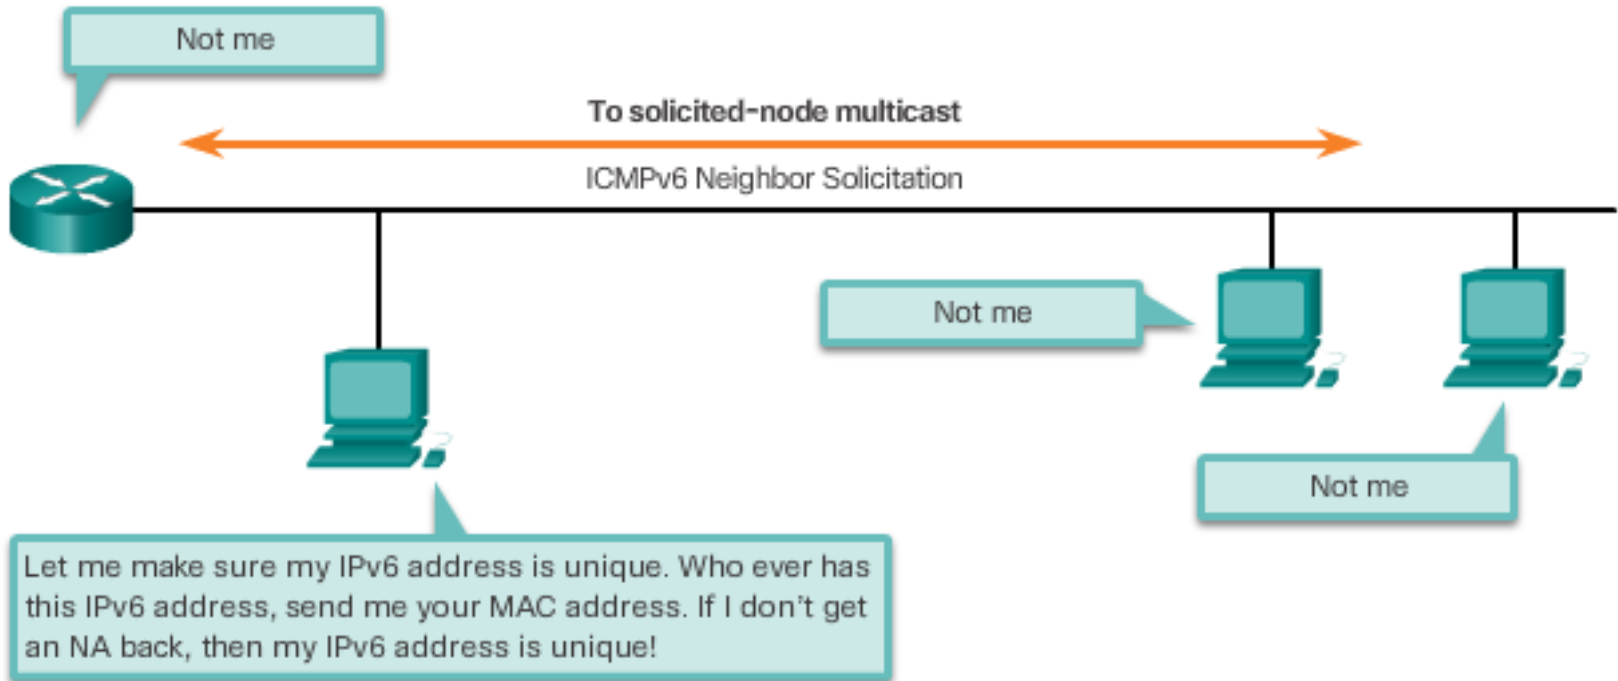 Not me
To solicited-node multicast
ICMPv6 Neighbor Solicitation
Not me
Not me
Let me make sure my IPv6 address is unique. Who ever has
this IPv6 address, send me your MAC address. If I don't get
an NA back, then my IPv6 address is unique!